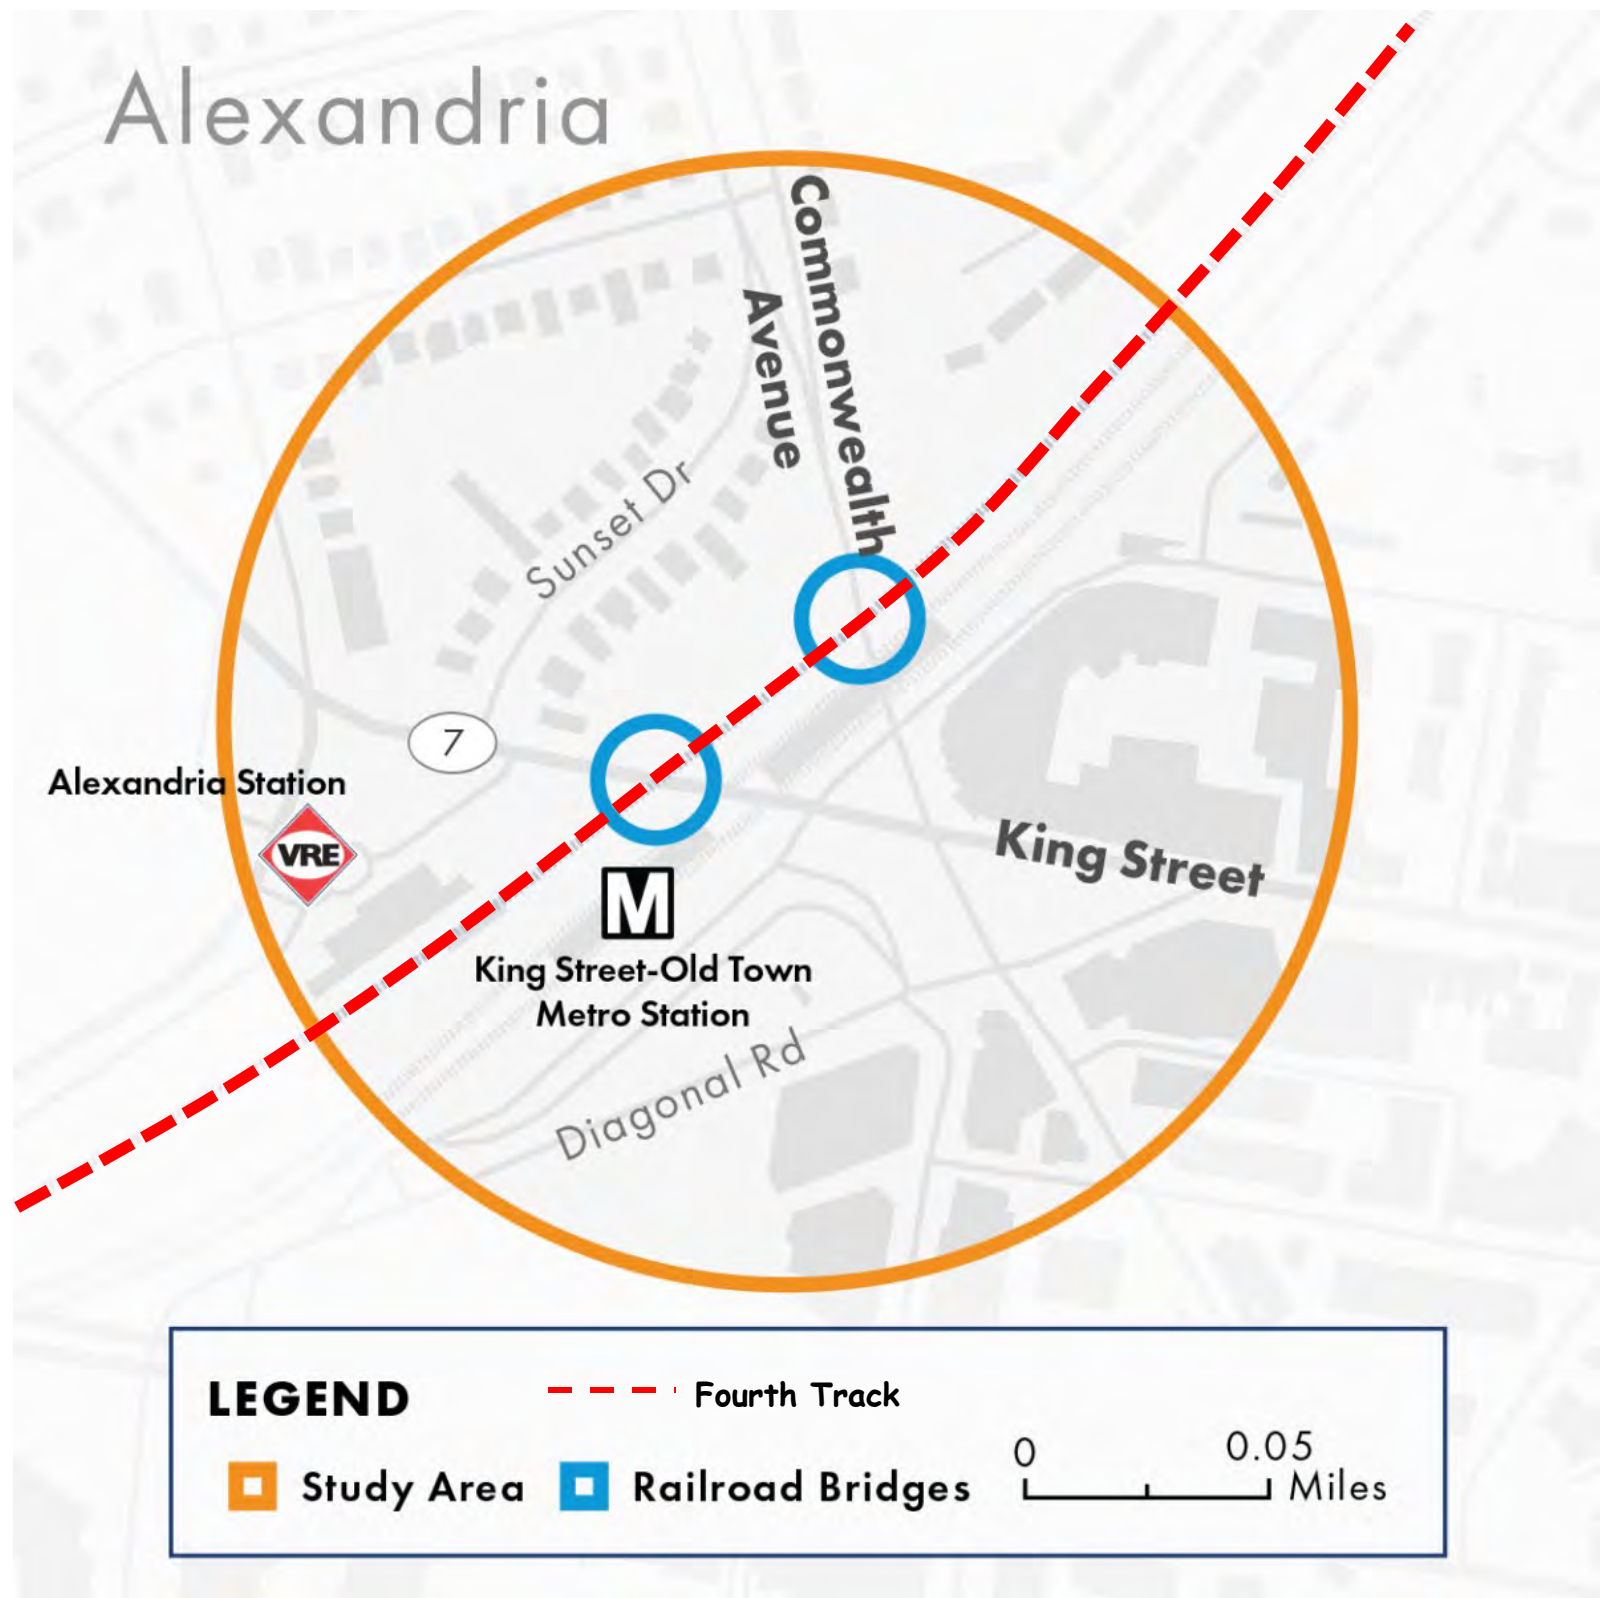 Alexandria
Commonwealth
Avenue
Sunset Dr
7
Alexandria Station
VRE
King Street
M
King Street-Old Town
Metro Station
Diagonal Rd
LEGEND
Fourth Track
Study Area
Railroad Bridges
0 0.05
Miles